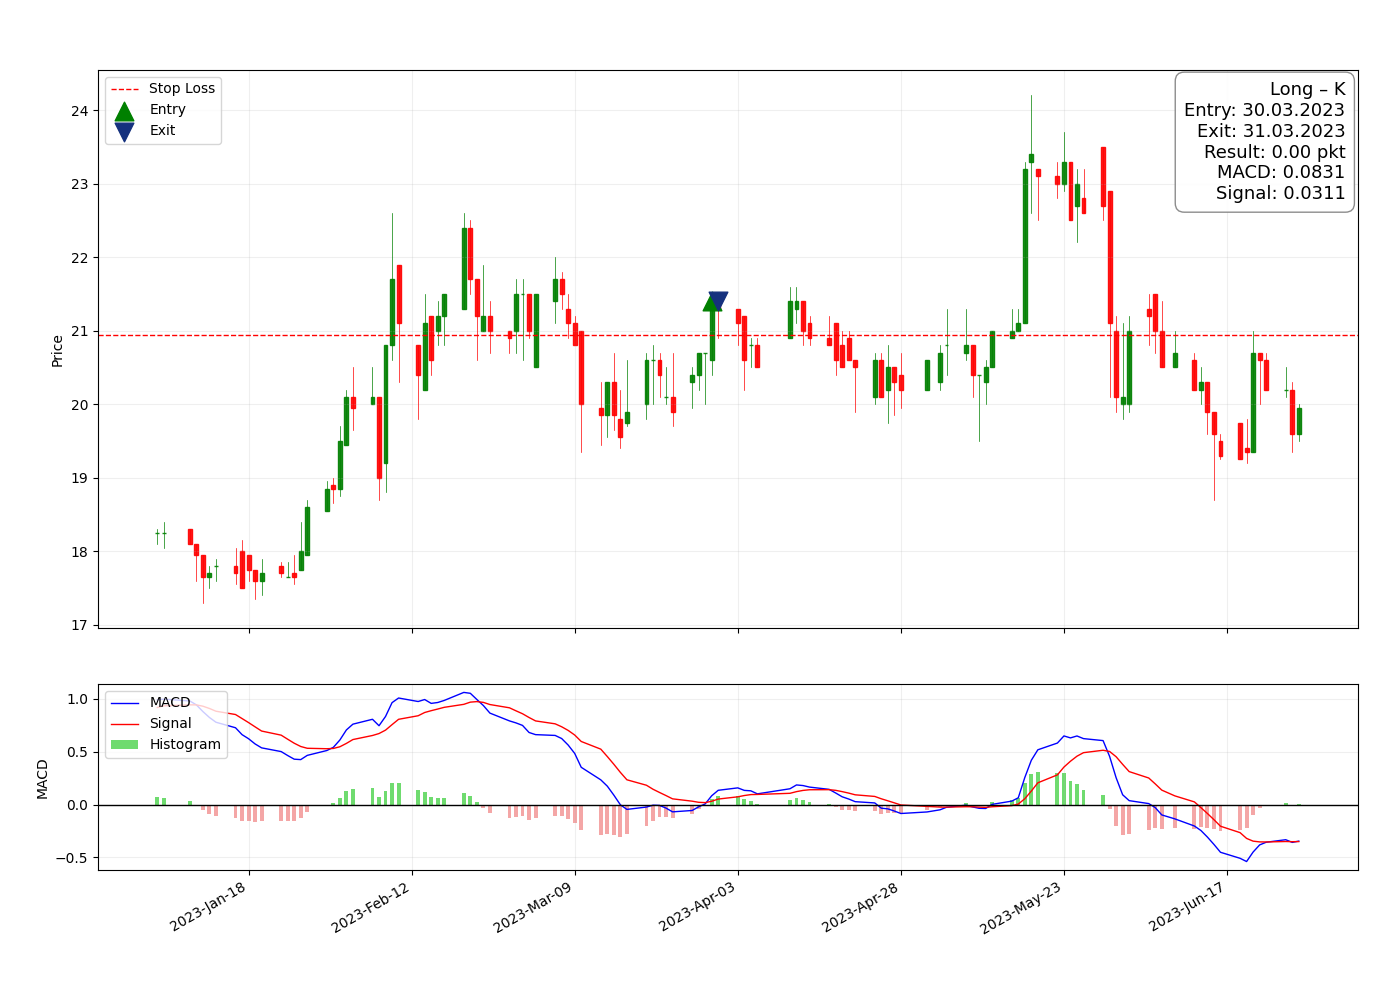 Stop Loss
Entry
Exit
Long – K
Entry: 30.03.2023
Exit: 31.03.2023
Result: 0.00 pkt
MACD: 0.0831
Signal: 0.0311
24
23
22
21
20
19
18
17
Price
MACD
Signal
Histogram
1.0
0.5
0.0
−0.5
MACD
2023-Jan-18
2023-Feb-12
2023-Mar-09
2023-Apr-03
2023-Apr-28
2023-May-23
2023-Jun-17